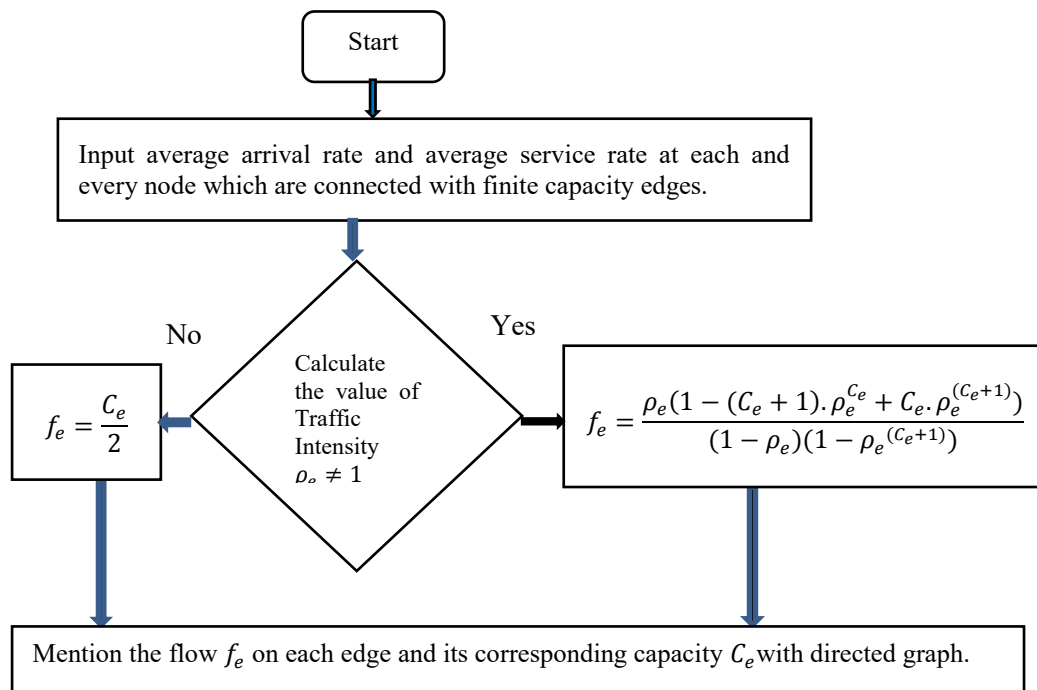 Start
Input average arrival rate and average service rate at each and
every node which are connected with finite capacity edges.
No
Yes
Calculate
the value of
Traffic
Intensity
ρₑ ≠ 1
fₑ = Cₑ/2
fₑ = ρₑ(1 − (Cₑ + 1).ρₑ^{Cₑ} + Cₑ.ρₑ^{(Cₑ+1)}) / (1 − ρₑ)(1 − ρₑ^{(Cₑ+1)})
Mention the flow fₑ on each edge and its corresponding capacity Cₑ with directed graph.